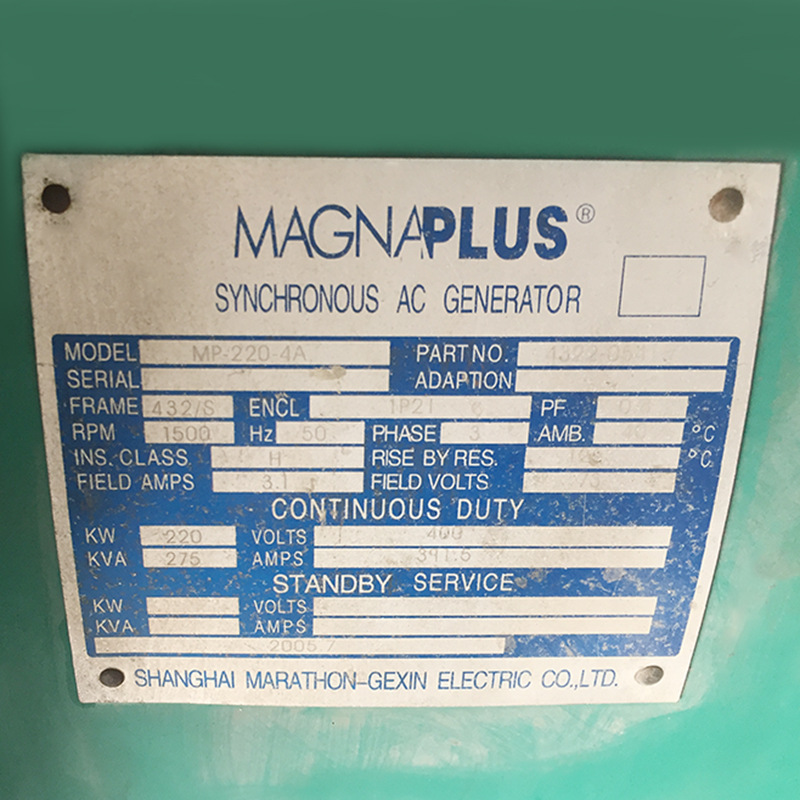 MAGNAPLUS®
SYNCHRONOUS AC GENERATOR
MODEL MP-220-4A PART NO.
SERIAL ADAPTION
FRAME 432/S ENCL 1P21 PF
RPM 1500 Hz 50 PHASE 3 AMB. 40 °C
INS. CLASS H RISE BY RES. °C
FIELD AMPS 3.1 FIELD VOLTS
CONTINUOUS DUTY
KW 220 VOLTS 400
KVA 275 AMPS
STANDBY SERVICE
KW VOLTS
KVA AMPS
2005.7
SHANGHAI MARATHON-GEXIN ELECTRIC CO.,LTD.